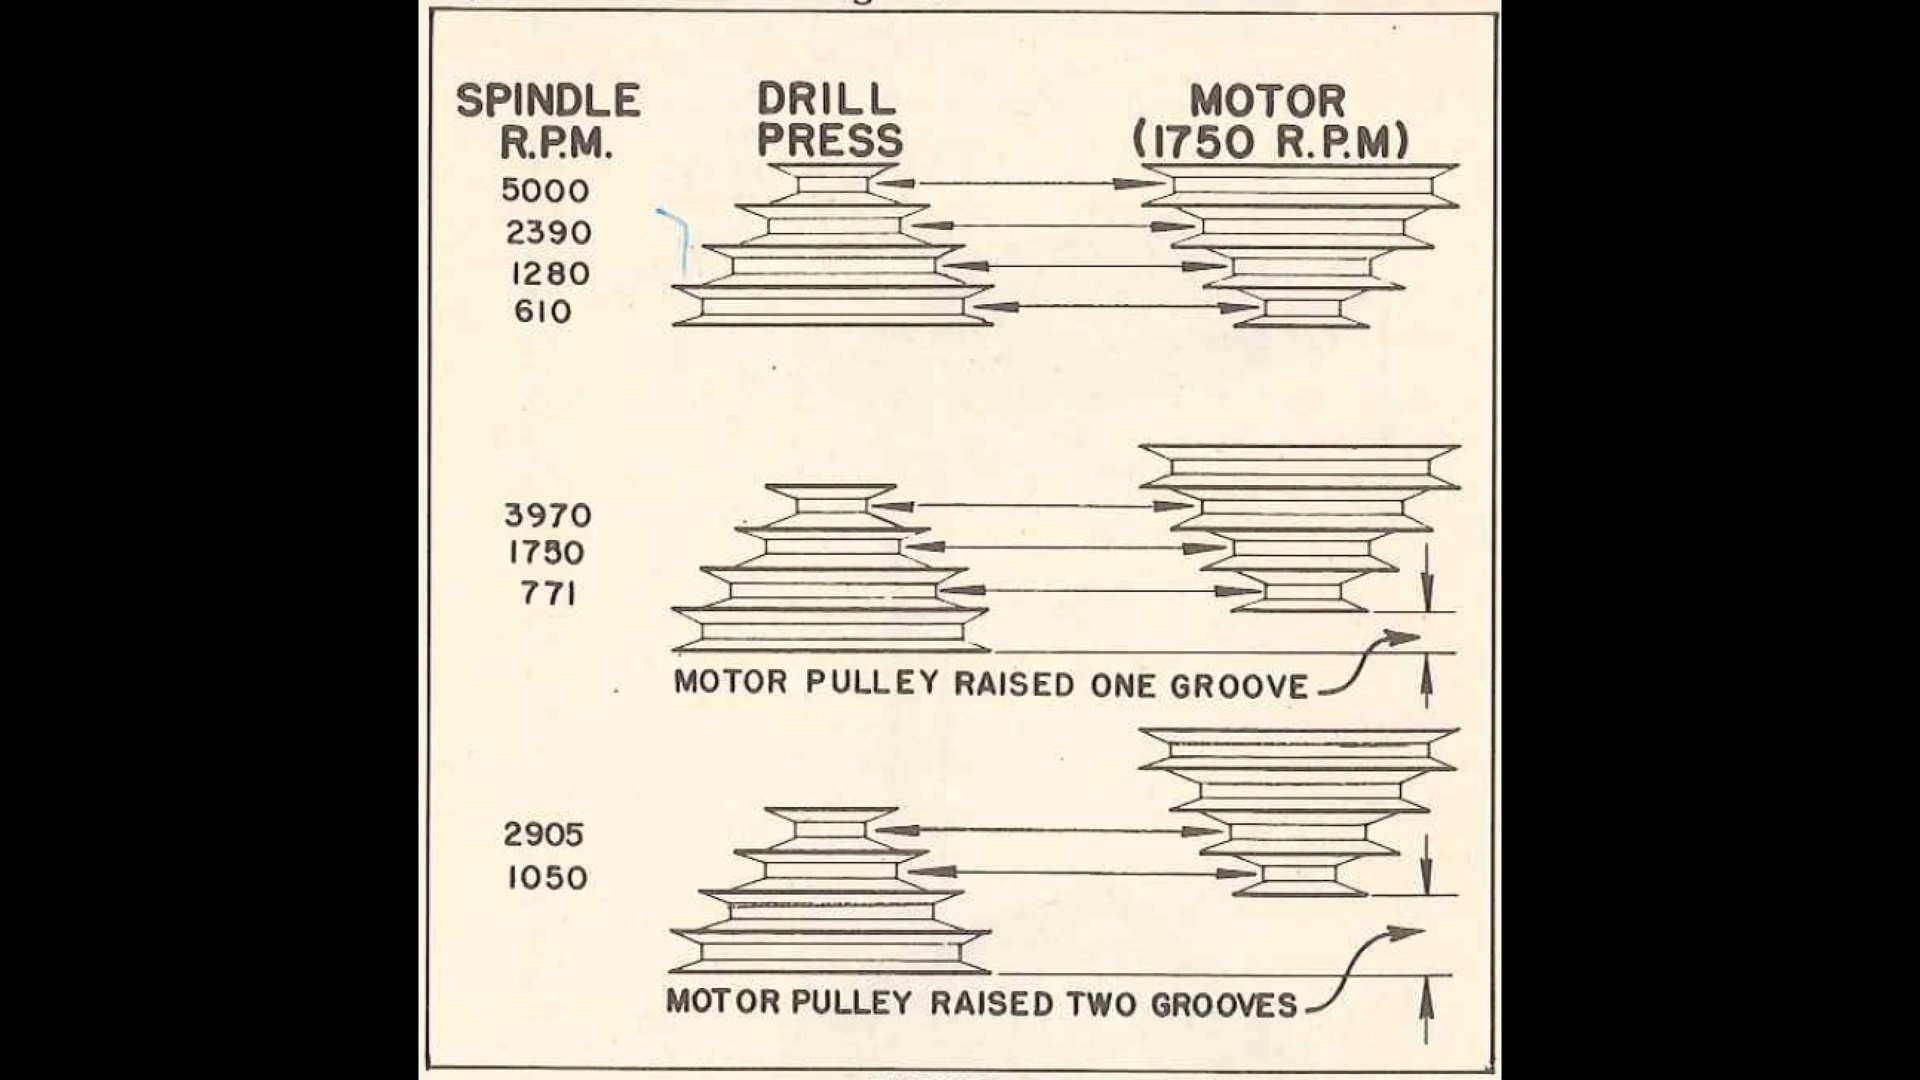 SPINDLE R.P.M.
DRILL PRESS
MOTOR (1750 R.P.M)
5000
2390
1280
610
3970
1750
771
MOTOR PULLEY RAISED ONE GROOVE
2905
1050
MOTOR PULLEY RAISED TWO GROOVES